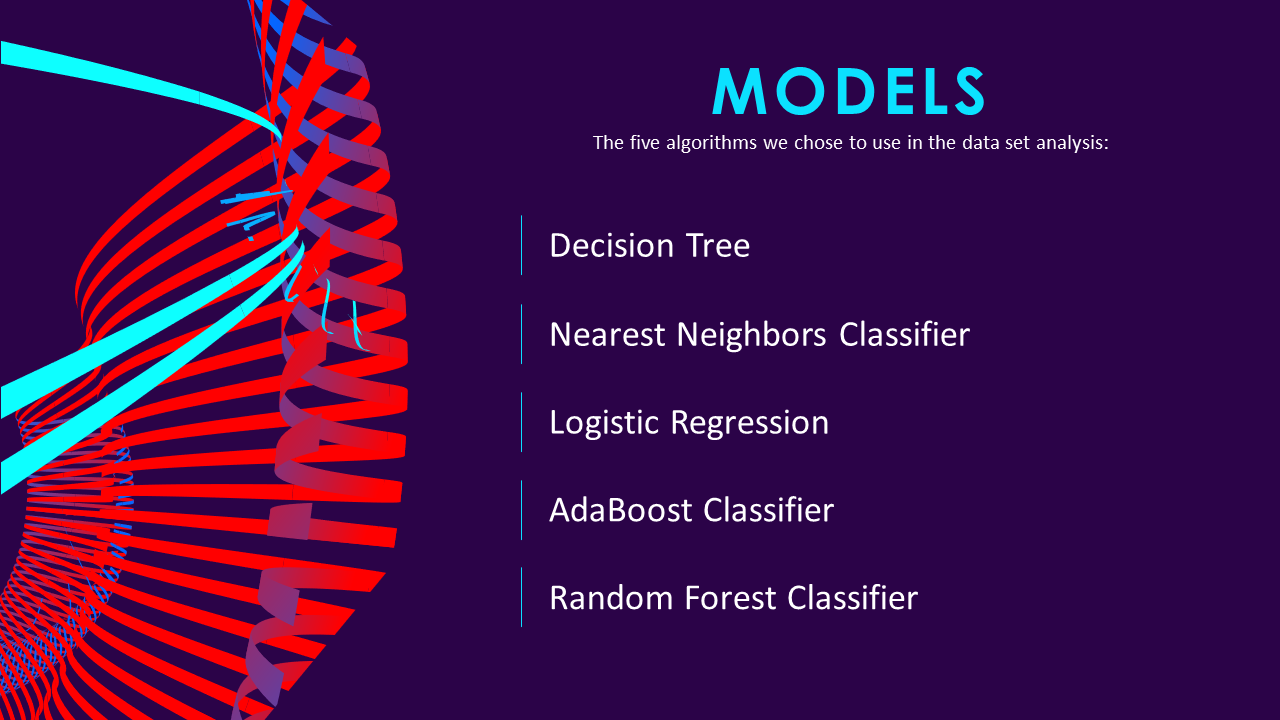 MODELS
The five algorithms we chose to use in the data set analysis:
Decision Tree
Nearest Neighbors Classifier
Logistic Regression
AdaBoost Classifier
Random Forest Classifier